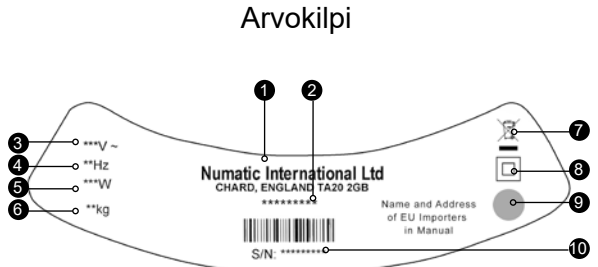 Arvokilpi
1
2
3
***V ~
7
4
**Hz
Numatic International Ltd
8
5
***W
CHARD, ENGLAND TA20 2GB
*********
6
**kg
Name and Address
of EU Importers
in Manual
9
S/N: *********
10